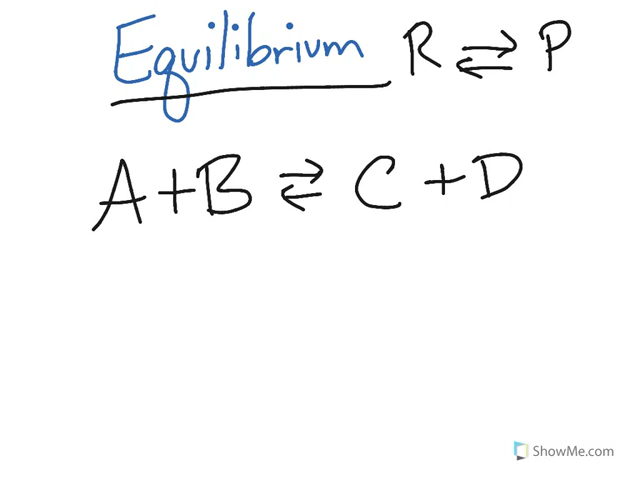 Equilibrium R ⇄ P
A + B ⇄ C + D
ShowMe.com